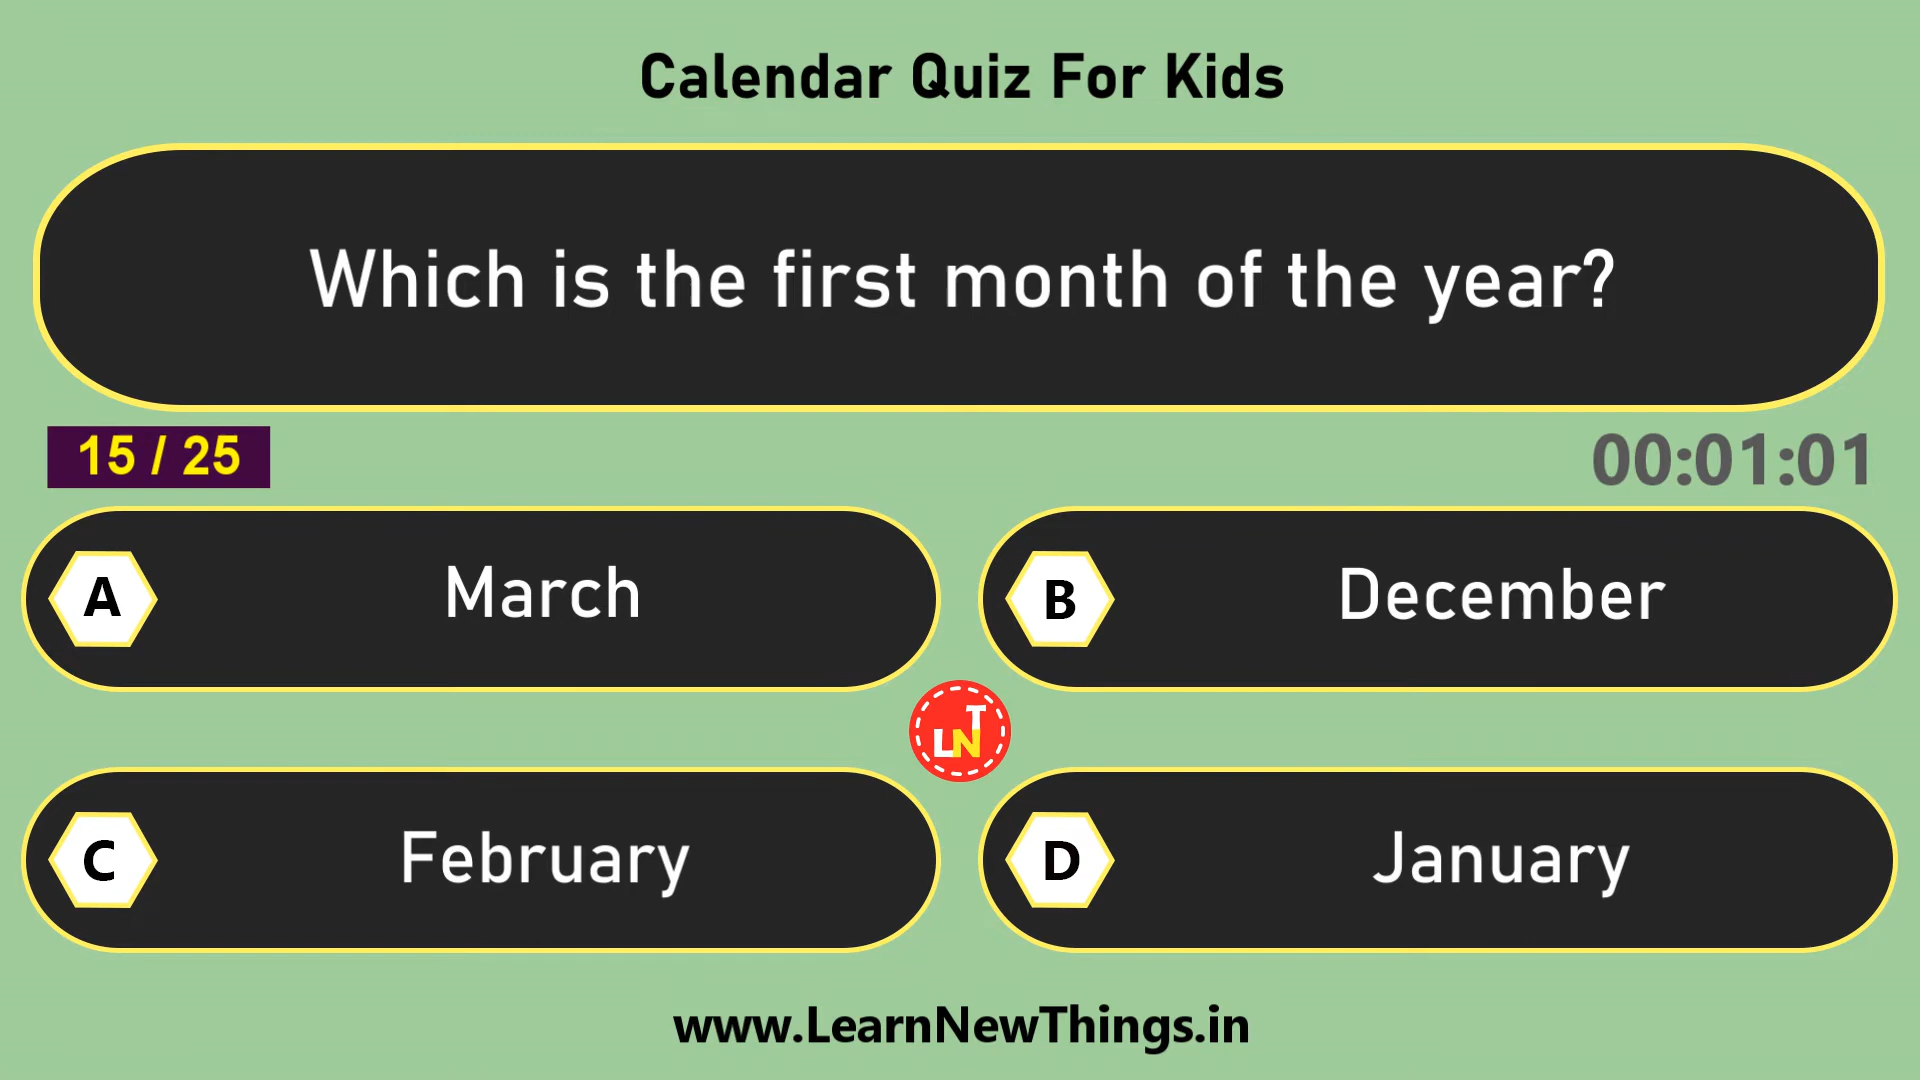 Calendar Quiz For Kids
Which is the first month of the year?
15 / 25
00:01:01
A
March
B
December
LNT
C
February
D
January
www.LearnNewThings.in